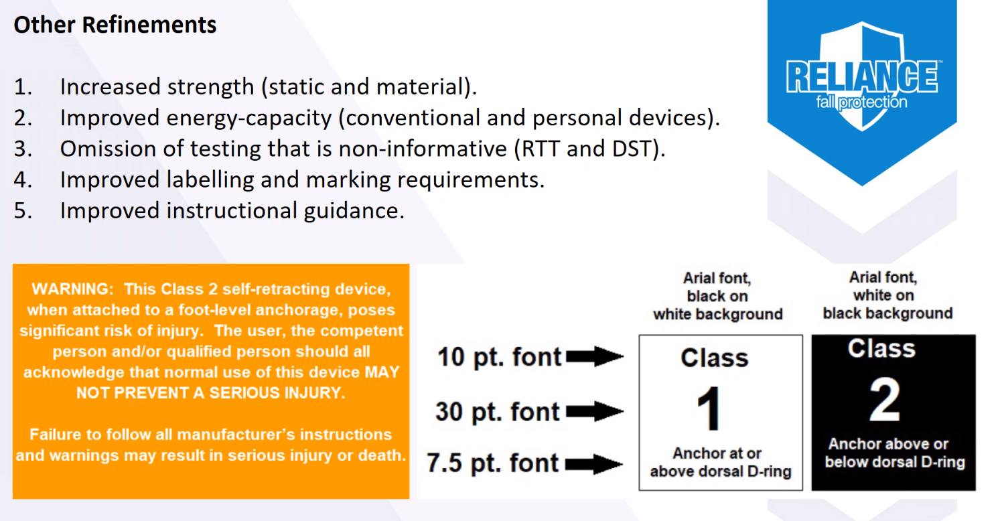 Other Refinements
1. Increased strength (static and material).
2. Improved energy-capacity (conventional and personal devices).
3. Omission of testing that is non-informative (RTT and DST).
4. Improved labelling and marking requirements.
5. Improved instructional guidance.
RELIANCE™
fall protection
WARNING: This Class 2 self-retracting device,
when attached to a foot-level anchorage, poses
significant risk of injury. The user, the competent
person and/or qualified person should all
acknowledge that normal use of this device MAY
NOT PREVENT A SERIOUS INJURY.
Failure to follow all manufacturer’s instructions
and warnings may result in serious injury or death.
10 pt. font
30 pt. font
7.5 pt. font
Arial font,
black on
white background
Class
1
Anchor at or
above dorsal D-ring
Arial font,
white on
black background
Class
2
Anchor above or
below dorsal D-ring